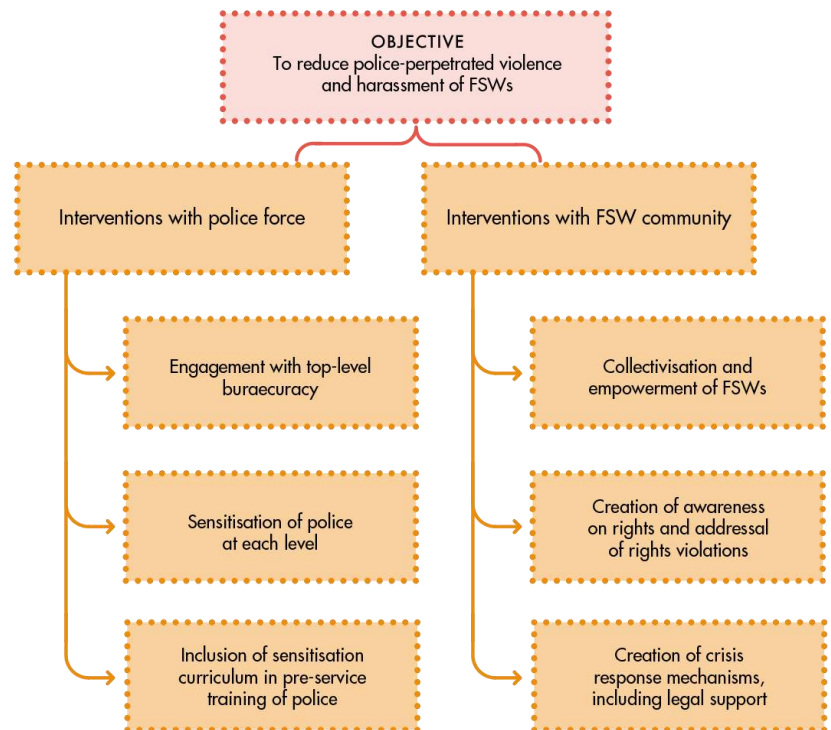 OBJECTIVE
To reduce police-perpetrated violence
and harassment of FSWs
Interventions with police force
Interventions with FSW community
Engagement with top-level
buraecuracy
Collectivisation and
empowerment of FSWs
Sensitisation of police
at each level
Creation of awareness
on rights and addressal
of rights violations
Inclusion of sensitisation
curriculum in pre-service
training of police
Creation of crisis
response mechanisms,
including legal support